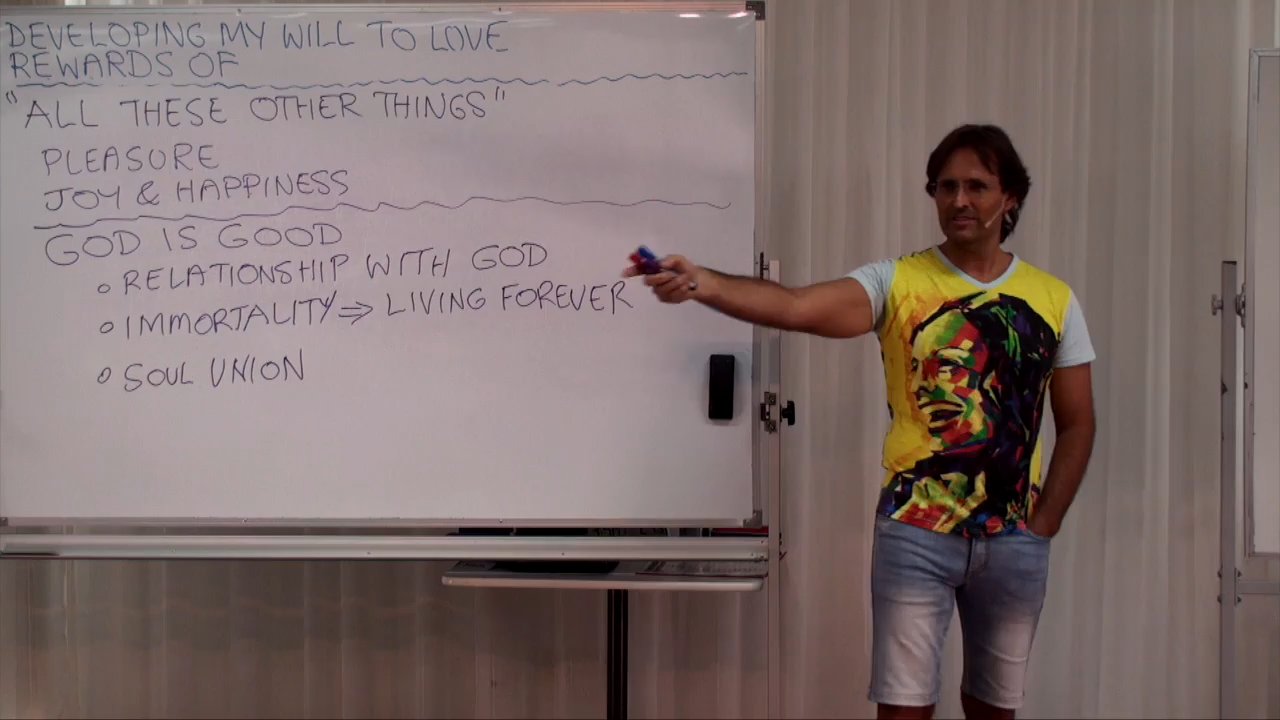 DEVELOPING MY WILL TO LOVE
REWARDS OF
"ALL THESE OTHER THINGS"
PLEASURE
JOY & HAPPINESS
GOD IS GOOD
o RELATIONSHIP WITH GOD
o IMMORTALITY ⇒ LIVING FOREVER
o SOUL UNION